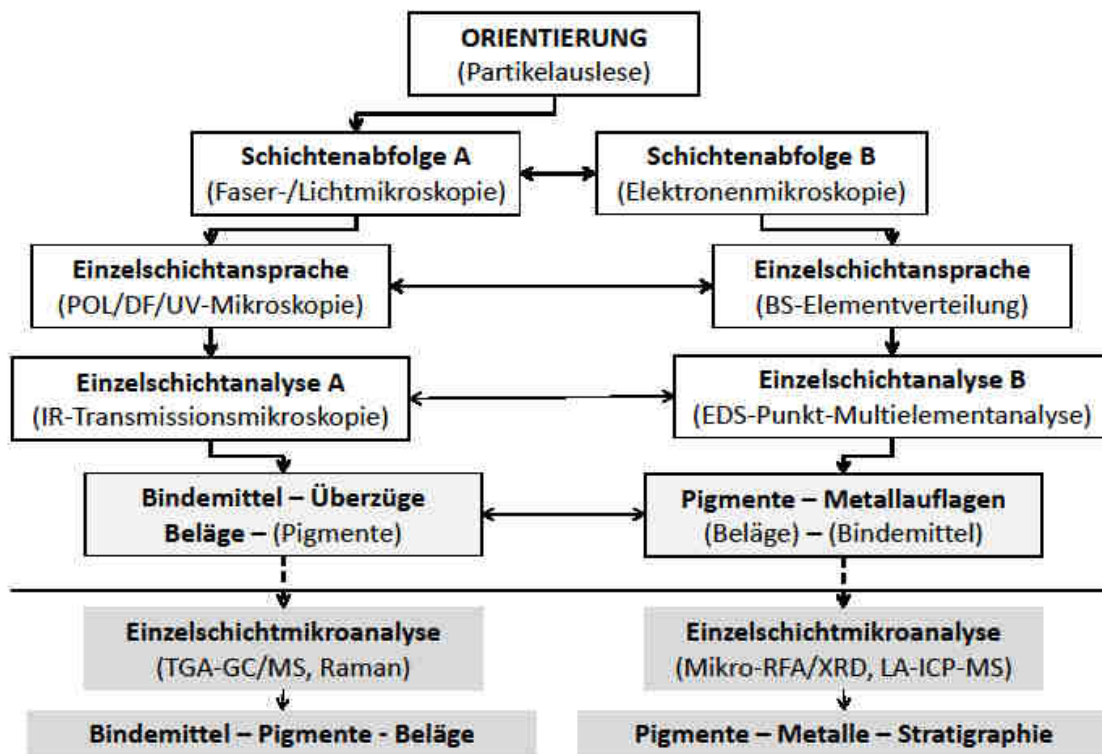 ORIENTIERUNG
(Partikelauslese)
Schichtenabfolge A
(Faser-/Lichtmikroskopie)
Schichtenabfolge B
(Elektronenmikroskopie)
Einzelschichtansprache
(POL/DF/UV-Mikroskopie)
Einzelschichtansprache
(BS-Elementverteilung)
Einzelschichtanalyse A
(IR-Transmissionsmikroskopie)
Einzelschichtanalyse B
(EDS-Punkt-Multielementanalyse)
Bindemittel – Überzüge
Beläge – (Pigmente)
Pigmente – Metallauflagen
(Beläge) – (Bindemittel)
Einzelschichtmikroanalyse
(TGA-GC/MS, Raman)
Einzelschichtmikroanalyse
(Mikro-RFA/XRD, LA-ICP-MS)
Bindemittel – Pigmente - Beläge
Pigmente – Metalle – Stratigraphie